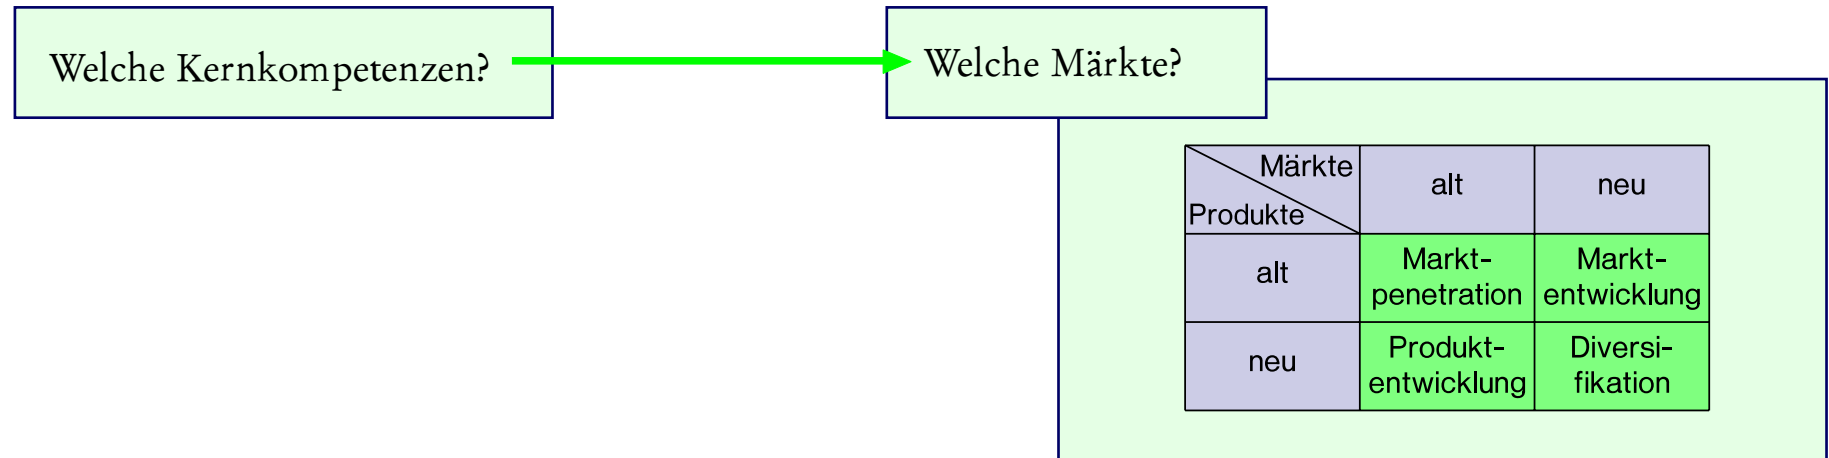 Welche Kernkompetenzen?
Welche Märkte?
Märkte
Produkte
alt
neu
alt
Markt-
penetration
Markt-
entwicklung
neu
Produkt-
entwicklung
Diversi-
fikation